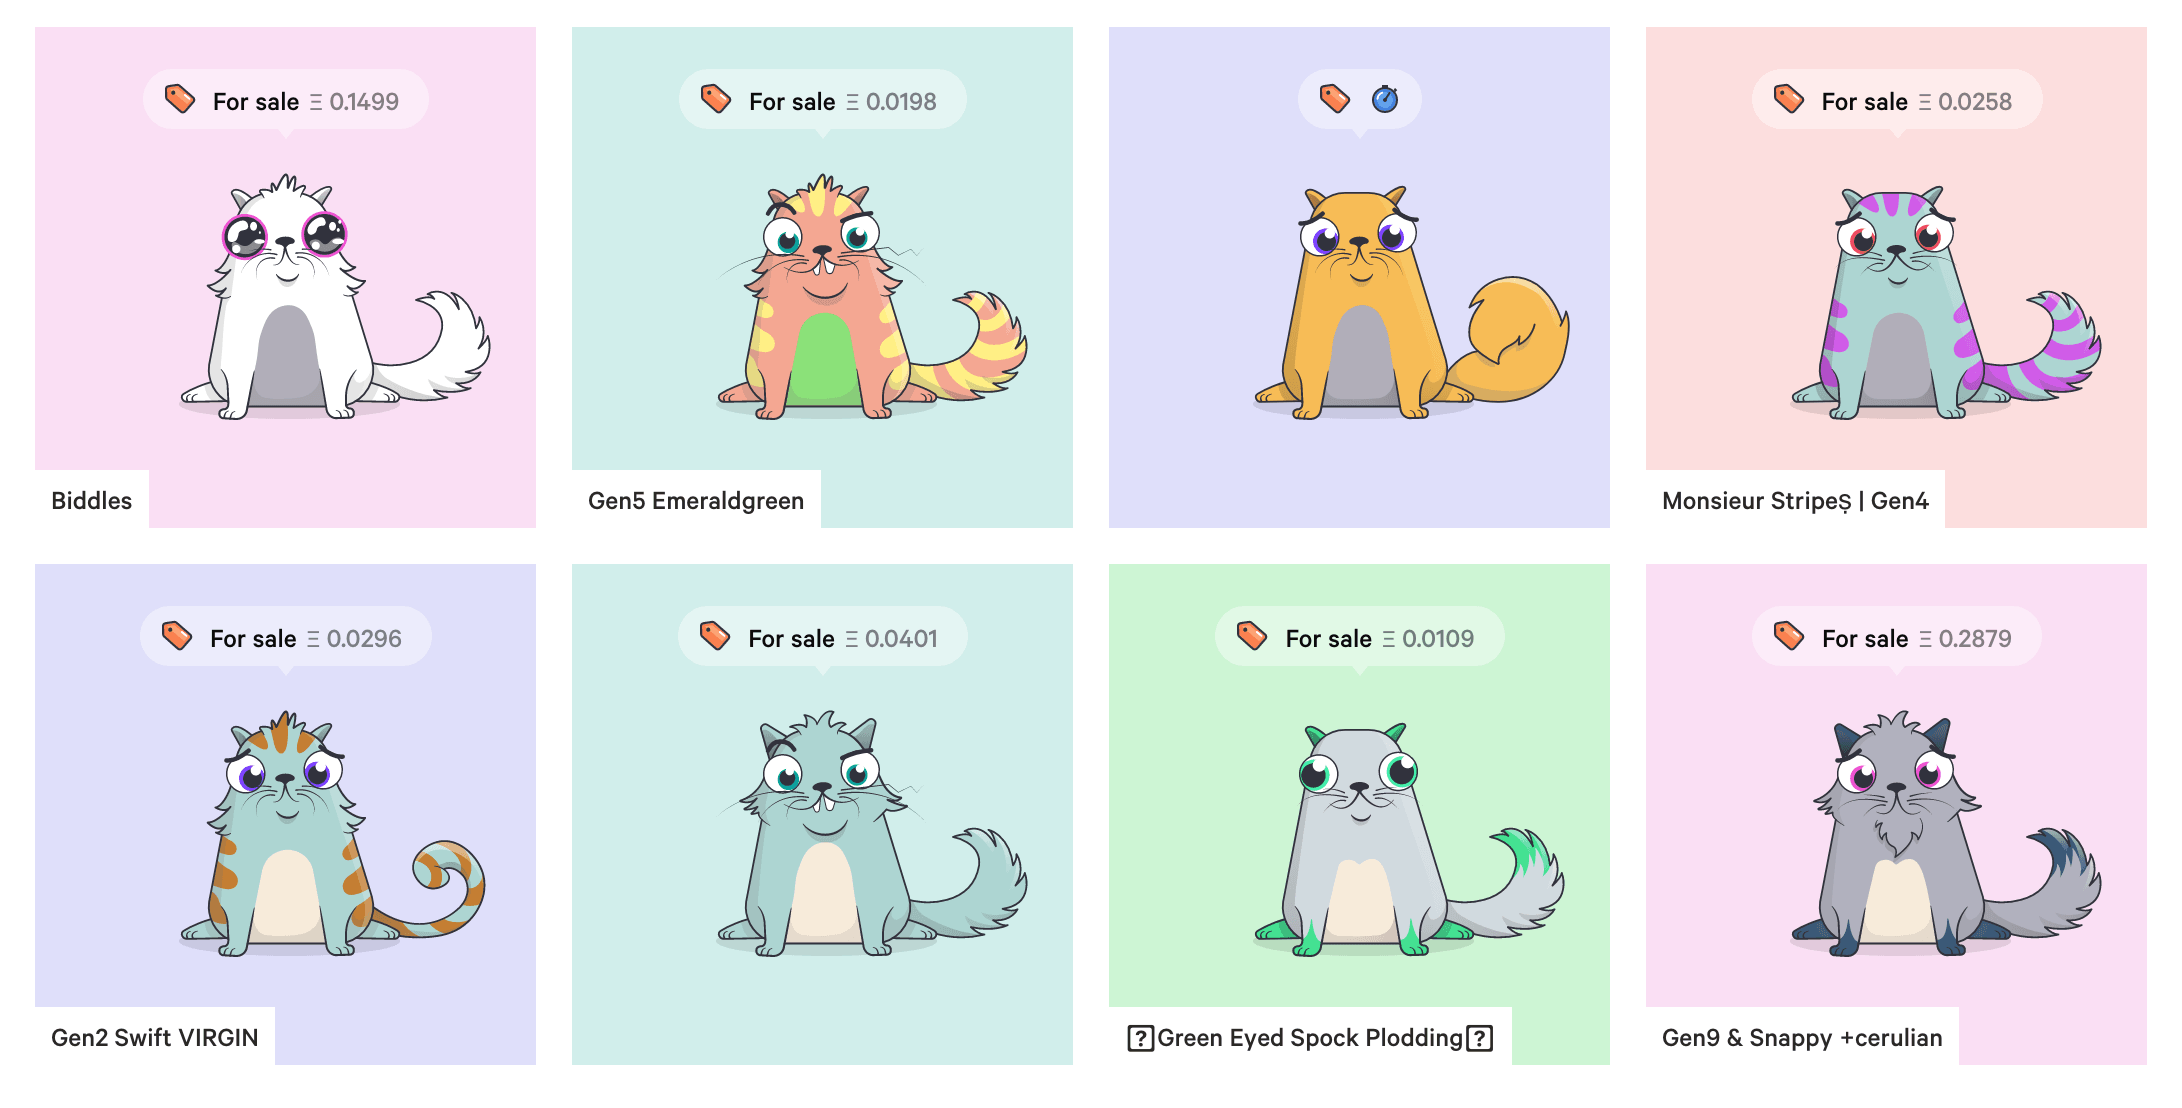 For sale Ξ 0.1499
For sale Ξ 0.0198
For sale Ξ 0.0258
Biddles
Gen5 Emeraldgreen
Monsieur Stripeș | Gen4
For sale Ξ 0.0296
For sale Ξ 0.0401
For sale Ξ 0.0109
For sale Ξ 0.2879
Gen2 Swift VIRGIN
⍰Green Eyed Spock Plodding⍰
Gen9 & Snappy +cerulian